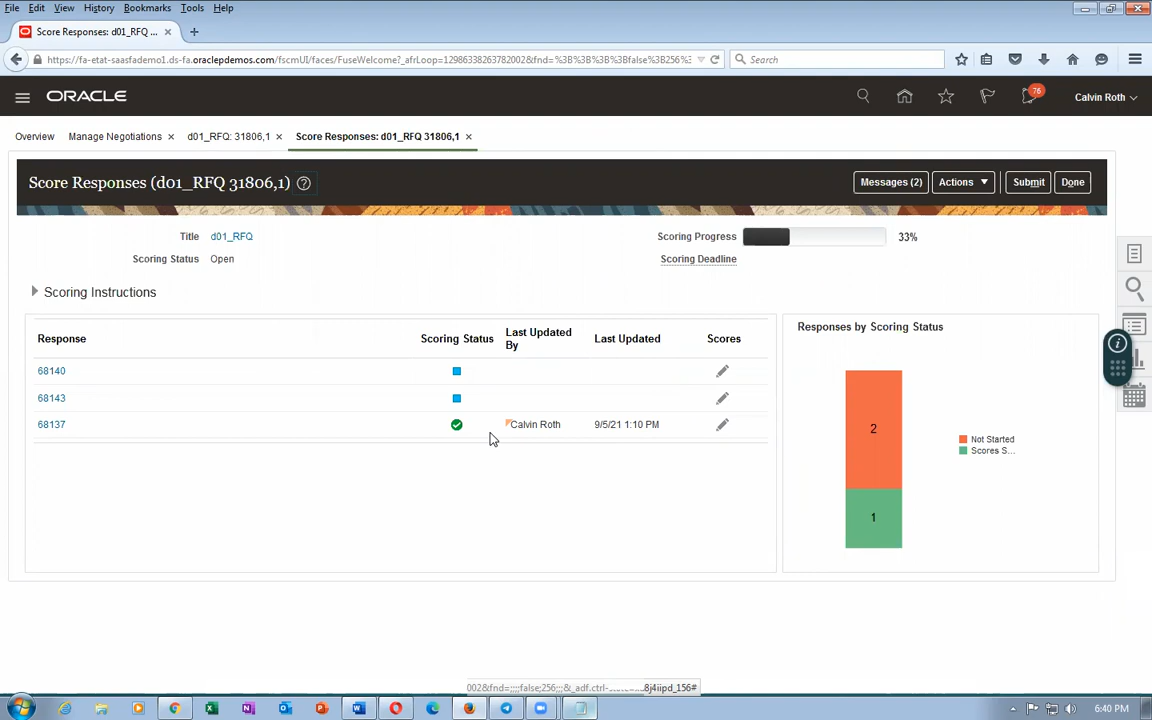 File Edit View History Bookmarks Tools Help
Score Responses: d01_RFQ ... × +
https://fa-etat-saasfademo1.ds-fa.oraclepdemos.com/fscmUI/faces/FuseWelcome?_afrLoop=12986338263782002&fnd=%3B%3B%3B%3Bfalse%3B256%3B Search
ORACLE 76 Calvin Roth
Overview Manage Negotiations × d01_RFQ: 31806,1 × Score Responses: d01_RFQ 31806,1 ×
Score Responses (d01_RFQ 31806,1) ? Messages (2) Actions Submit Done
Title d01_RFQ Scoring Progress 33%
Scoring Status Open Scoring Deadline
Scoring Instructions
Response Scoring Status Last Updated By Last Updated Scores
68140
68143
68137 Calvin Roth 9/5/21 1:10 PM
Responses by Scoring Status
2
1
Not Started
Scores S...
6:40 PM